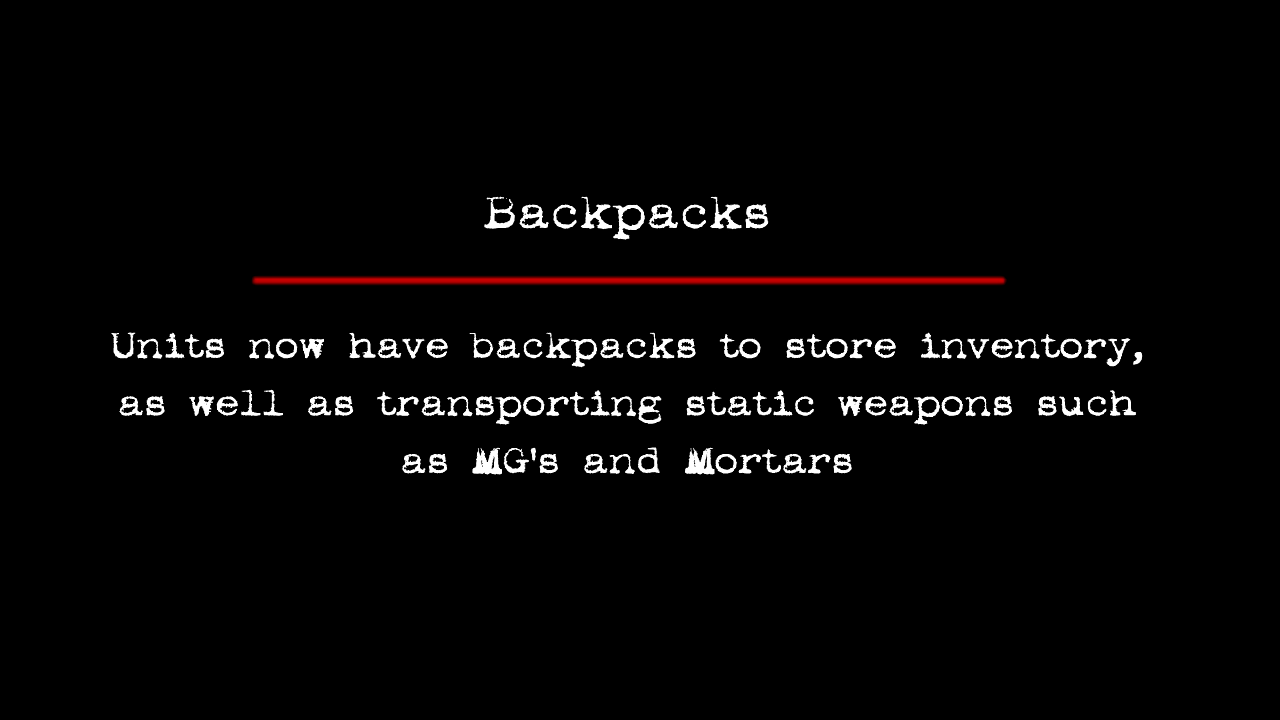 Backpacks
Units now have backpacks to store inventory,
as well as transporting static weapons such
as MG's and Mortars